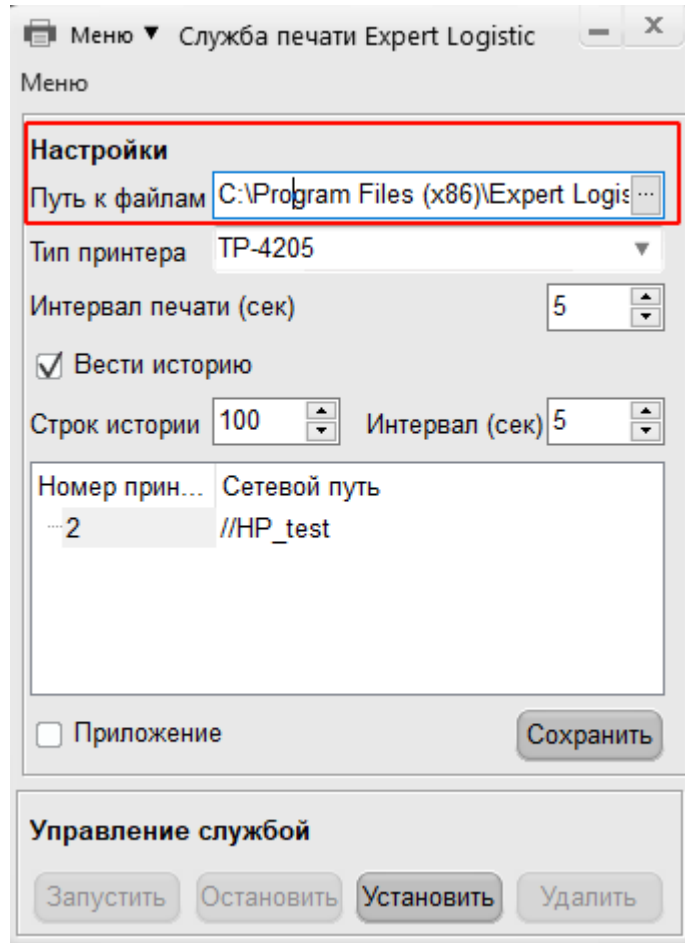 Меню ▼ Служба печати Expert Logistic
Меню
Настройки
Путь к файлам C:\Program Files (x86)\Expert Logis ...
Тип принтера TP-4205
Интервал печати (сек) 5
Вести историю
Строк истории 100 Интервал (сек) 5
Номер прин... Сетевой путь
2 //HP_test
Приложение Сохранить
Управление службой
Запустить Остановить Установить Удалить